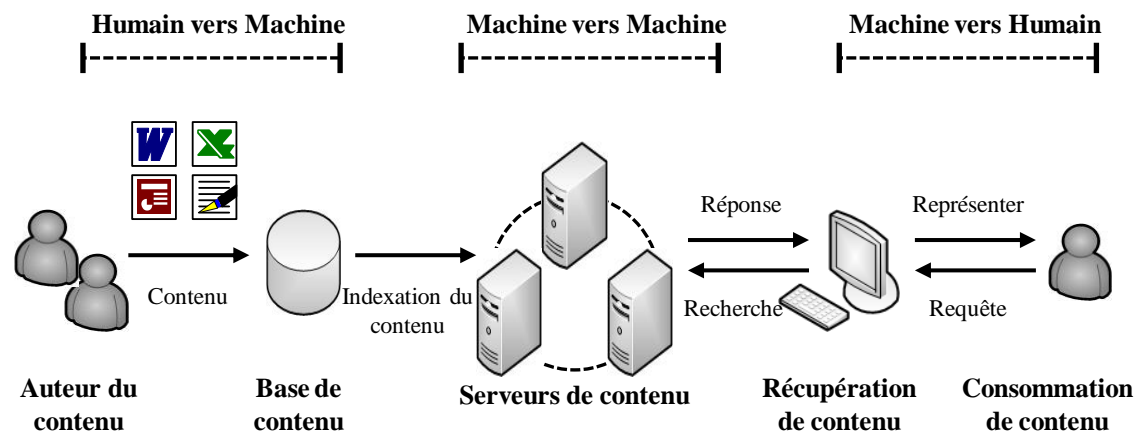 Humain vers Machine
Machine vers Machine
Machine vers Humain
W
X
Contenu
Indexation du
contenu
Réponse
Recherche
Représenter
Requête
Auteur du
contenu
Base de
contenu
Serveurs de contenu
Récupération
de contenu
Consommation
de contenu